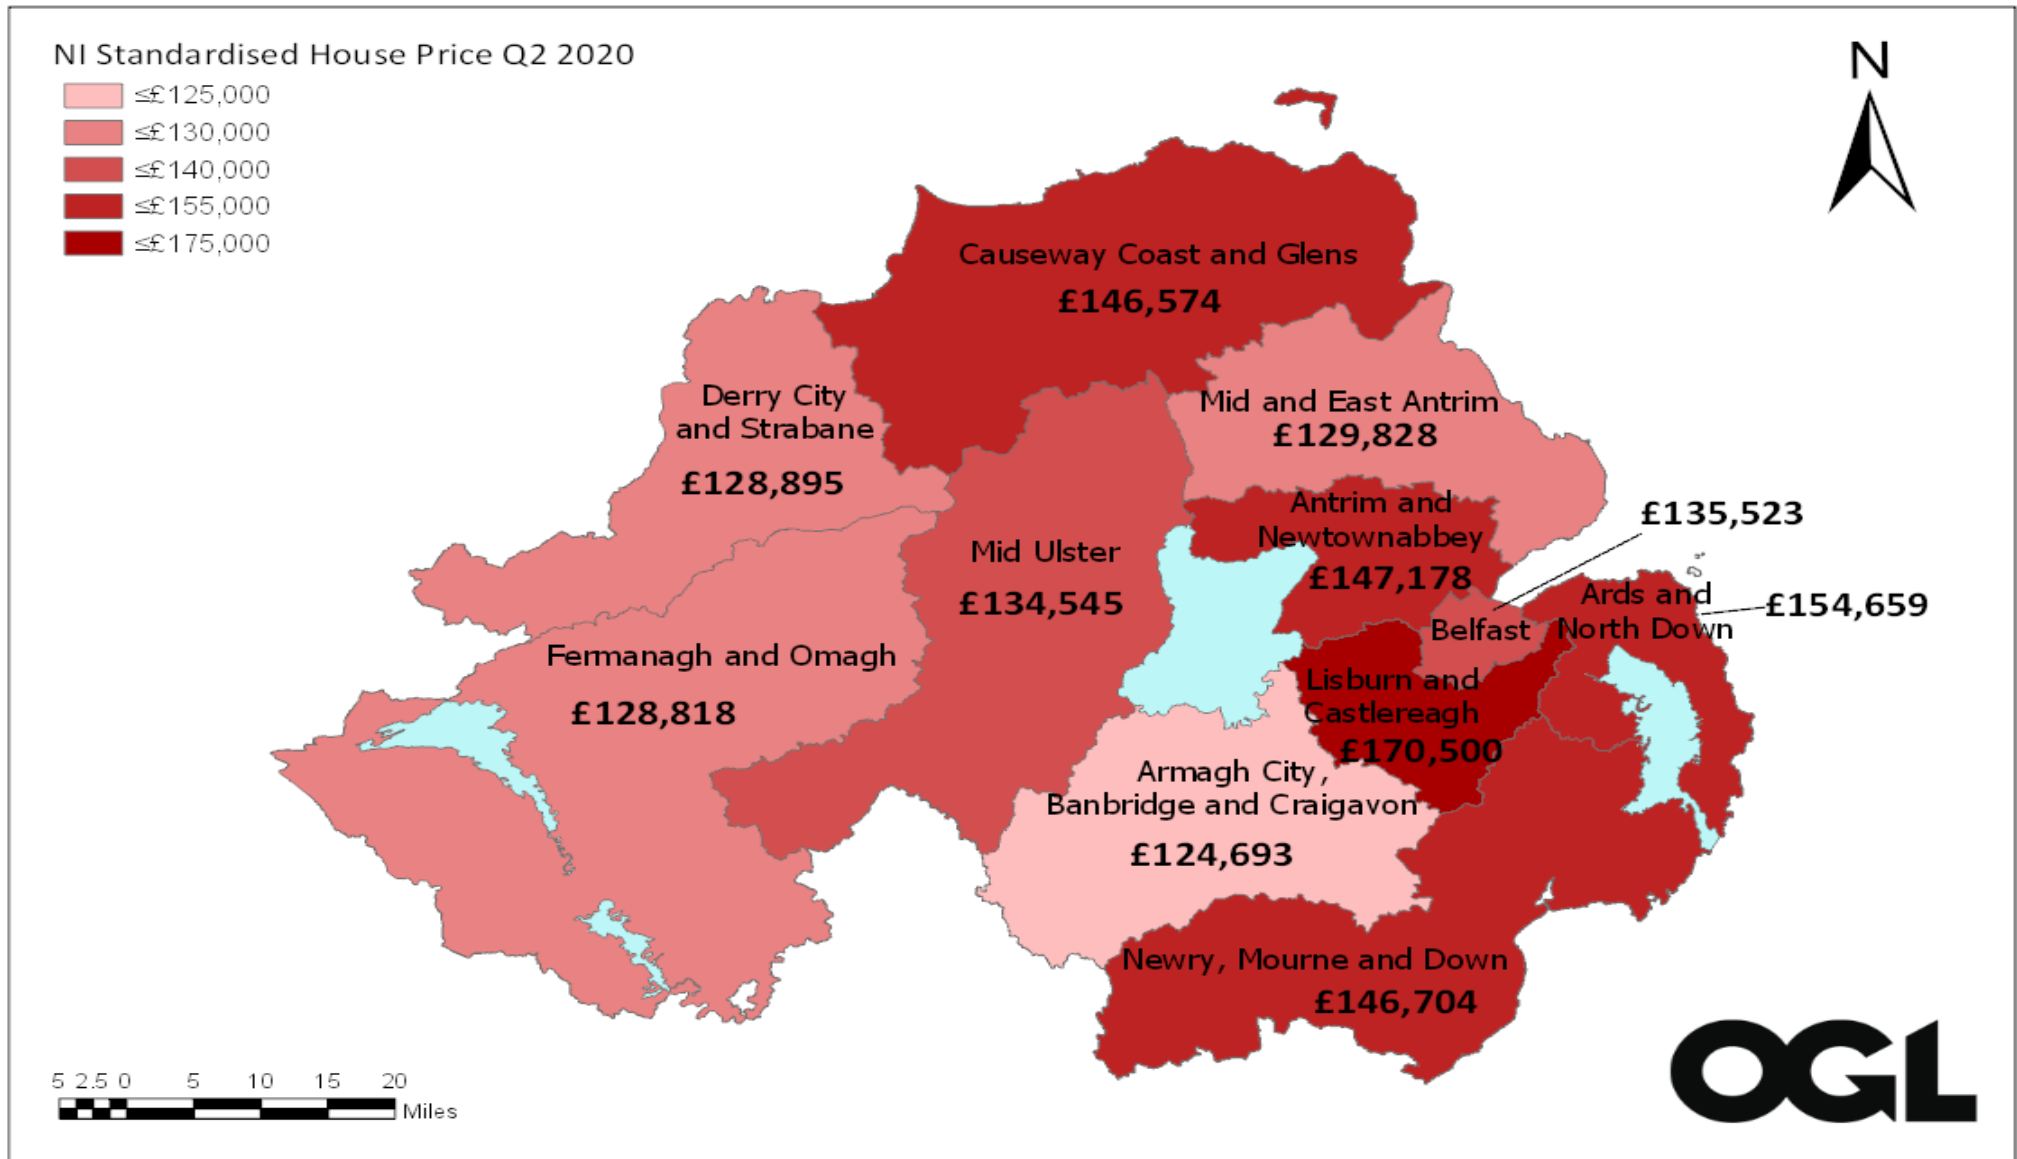 NI Standardised House Price Q2 2020
≤£125,000
≤£130,000
≤£140,000
≤£155,000
≤£175,000
N
Causeway Coast and Glens
£146,574
Derry City
and Strabane
£128,895
Mid and East Antrim
£129,828
Antrim and
Newtownabbey
£147,178
£135,523
Belfast
Ards and
North Down
£154,659
Mid Ulster
£134,545
Fermanagh and Omagh
£128,818
Lisburn and
Castlereagh
£170,500
Armagh City,
Banbridge and Craigavon
£124,693
Newry, Mourne and Down
£146,704
5 2.5 0 5 10 15 20
Miles
OGL